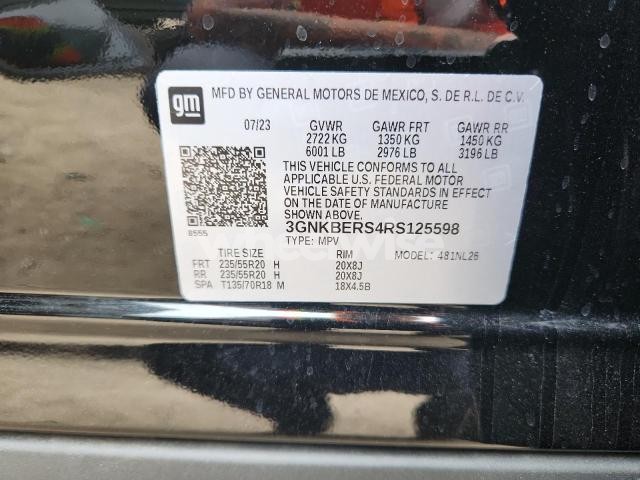 gm
MFD BY GENERAL MOTORS DE MEXICO, S. DE R.L. DE C.V.
07/23 GVWR GAWR FRT GAWR RR
2722 KG 1350 KG 1450 KG
6001 LB 2976 LB 3196 LB
THIS VEHICLE CONFORMS TO ALL
APPLICABLE U.S. FEDERAL MOTOR
VEHICLE SAFETY STANDARDS IN EFFECT
ON THE DATE OF MANUFACTURE
SHOWN ABOVE.
3GNKBERS4RS125598
8555
TYPE: MPV
TIRE SIZE RIM MODEL: 481NL26
FRT 235/55R20 H 20X8J
RR 235/55R20 H 20X8J
SPA T135/70R18 M 18X4.5B